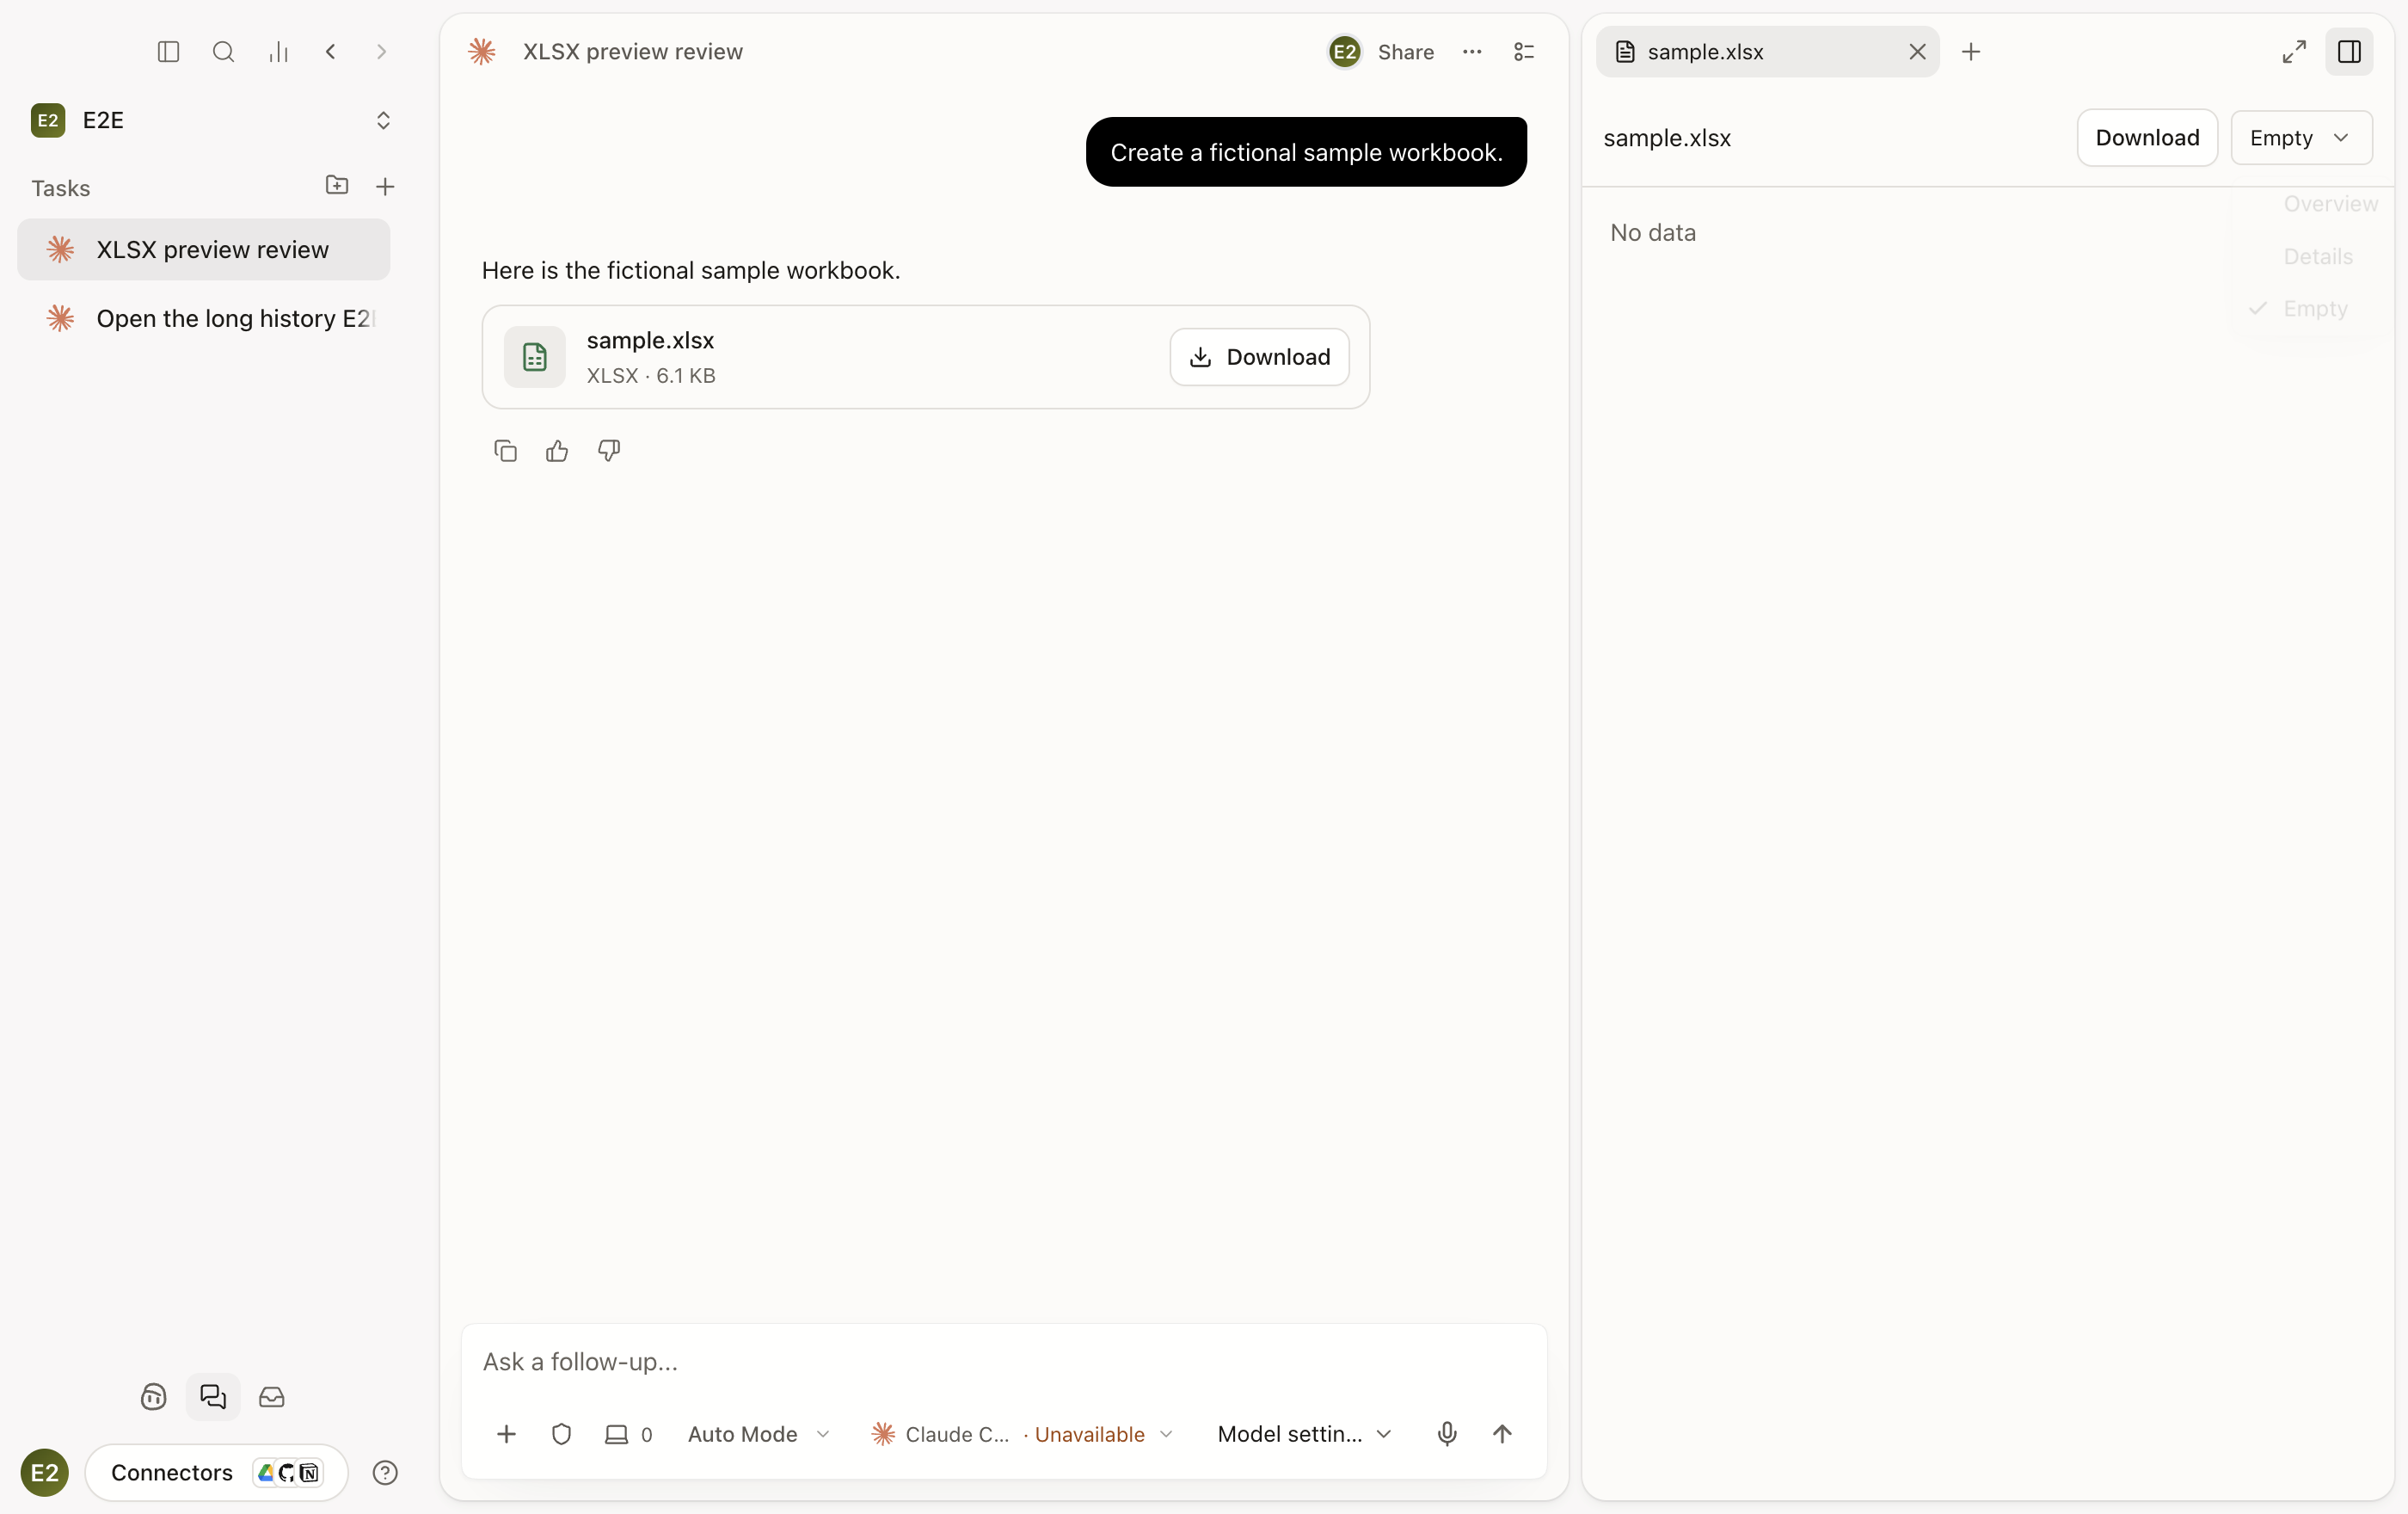 E2 E2E
Tasks
XLSX preview review
Open the long history E2
XLSX preview review
E2 Share
Create a fictional sample workbook.
Here is the fictional sample workbook.
sample.xlsx
XLSX · 6.1 KB
Download
Ask a follow-up...
0 Auto Mode Claude C... · Unavailable Model settin...
E2 Connectors
sample.xlsx
sample.xlsx Download Empty
No data
Overview
Details
Empty